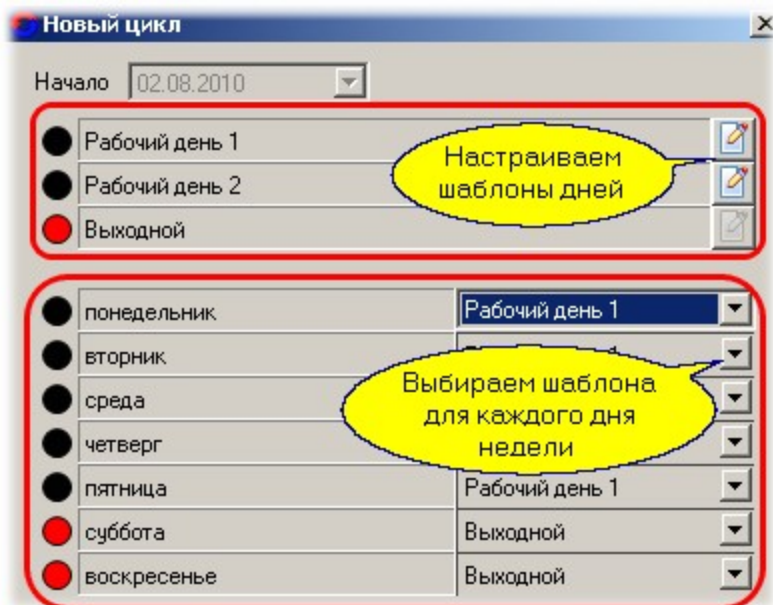 Новый цикл
Начало 02.08.2010
Рабочий день 1
Рабочий день 2
Выходной
Настраиваем
шаблоны дней
понедельник Рабочий день 1
вторник
среда
четверг
пятница Рабочий день 1
суббота Выходной
воскресенье Выходной
Выбираем шаблона
для каждого дня
недели